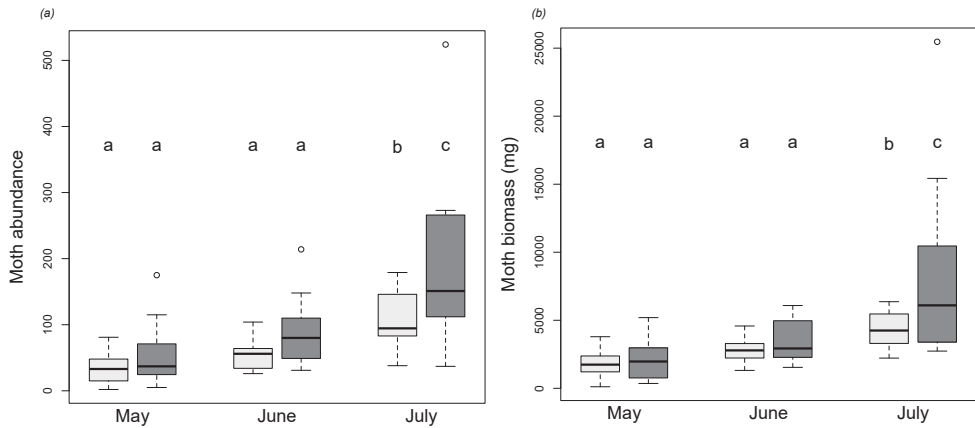 (a)
Moth abundance
500
400
300
200
100
0
a a a a b c
May June July
(b)
Moth biomass (mg)
25000
20000
15000
10000
5000
0
a a a a b c
May June July